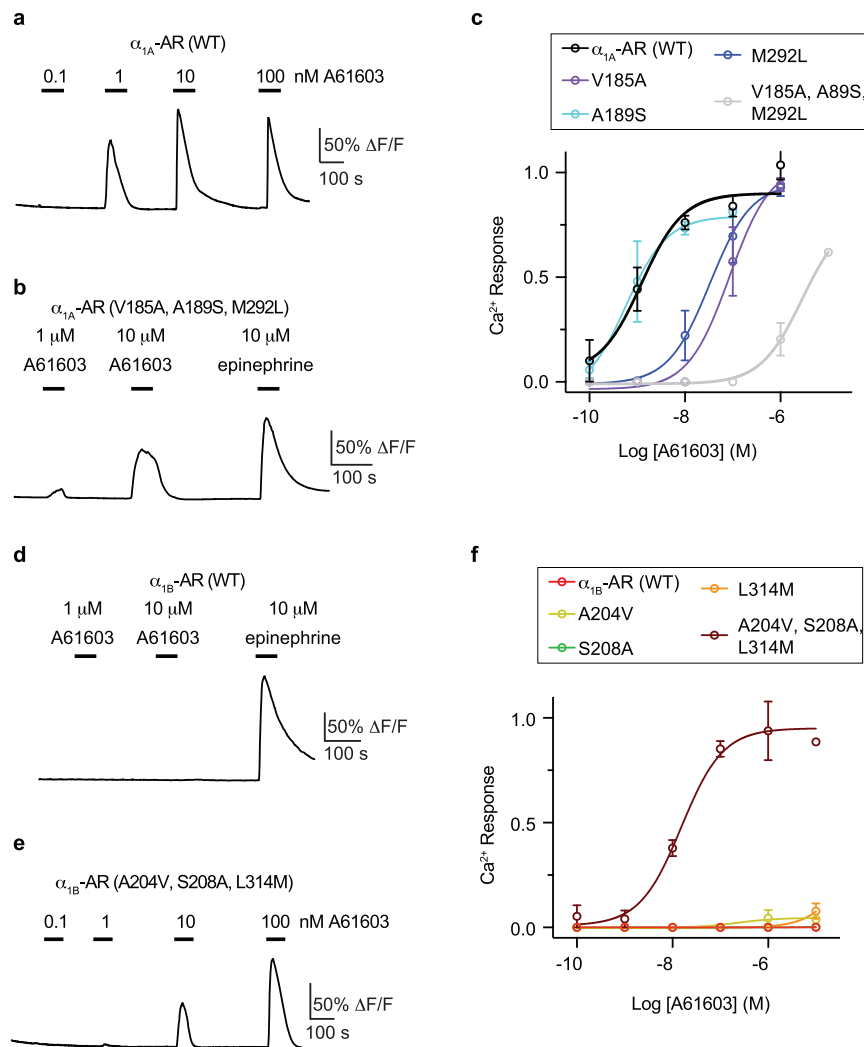 a
α1A-AR (WT)
0.1 1 10 100 nM A61603
50% ΔF/F
100 s
b
α1A-AR (V185A, A189S, M292L)
1 μM 10 μM 10 μM
A61603 A61603 epinephrine
50% ΔF/F
100 s
c
α1A-AR (WT)
V185A
A189S
M292L
V185A, A89S,
M292L
1.0
0.5
0.0
Ca2+ Response
-10 -8 -6
Log [A61603] (M)
d
α1B-AR (WT)
1 μM 10 μM 10 μM
A61603 A61603 epinephrine
50% ΔF/F
100 s
e
α1B-AR (A204V, S208A, L314M)
0.1 1 10 100 nM A61603
50% ΔF/F
100 s
f
α1B-AR (WT)
A204V
S208A
L314M
A204V, S208A,
L314M
1.0
0.5
0.0
Ca2+ Response
-10 -8 -6
Log [A61603] (M)